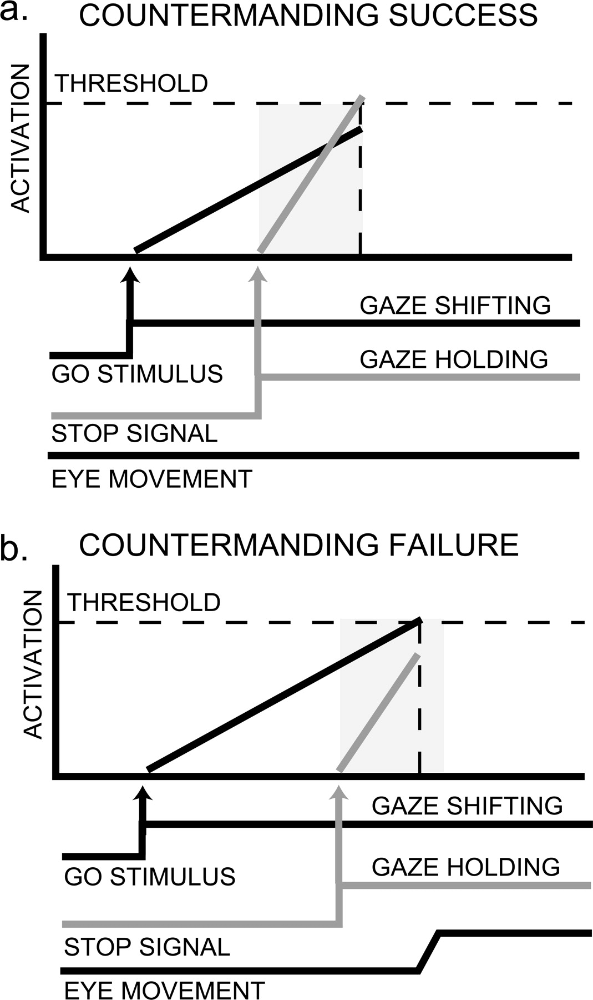 a.
COUNTERMANDING SUCCESS
THRESHOLD
ACTIVATION
GAZE SHIFTING
GAZE HOLDING
GO STIMULUS
STOP SIGNAL
EYE MOVEMENT
b.
COUNTERMANDING FAILURE
THRESHOLD
ACTIVATION
GAZE SHIFTING
GAZE HOLDING
GO STIMULUS
STOP SIGNAL
EYE MOVEMENT